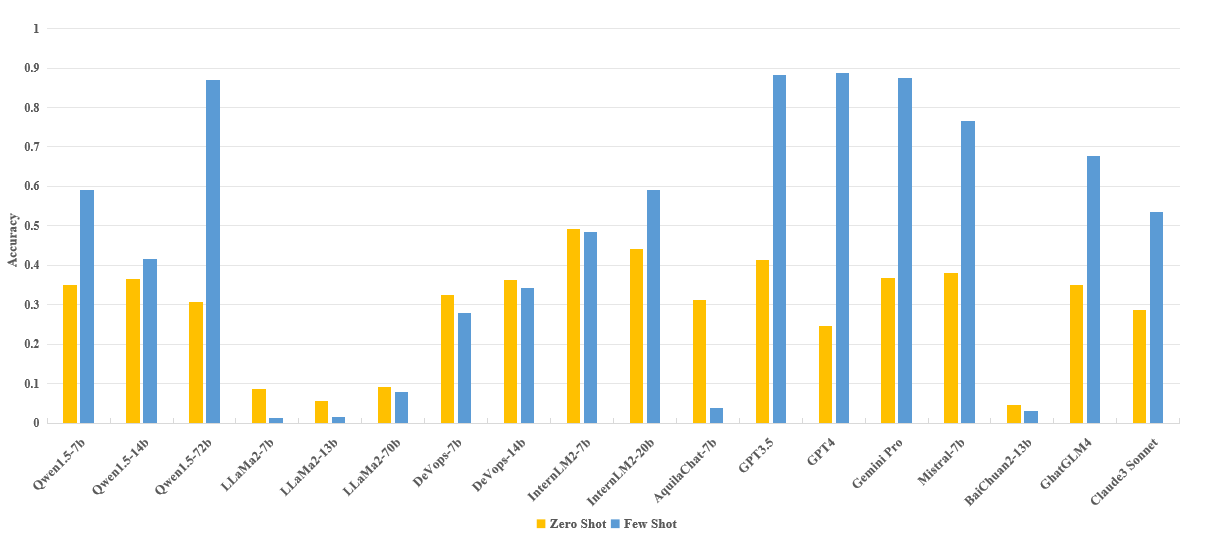 1
0.9
0.8
0.7
0.6
0.5
0.4
0.3
0.2
0.1
0
Accuracy
Qwen1.5-7b
Qwen1.5-14b
Qwen1.5-72b
LLaMa2-7b
LLaMa2-13b
LLaMa2-70b
DeVops-7b
DeVops-14b
InternLM2-7b
InternLM2-20b
AquilaChat-7b
GPT3.5
GPT4
Gemini Pro
Mistral-7b
BaiChuan2-13b
GhatGLM4
Claude3 Sonnet
Zero Shot
Few Shot